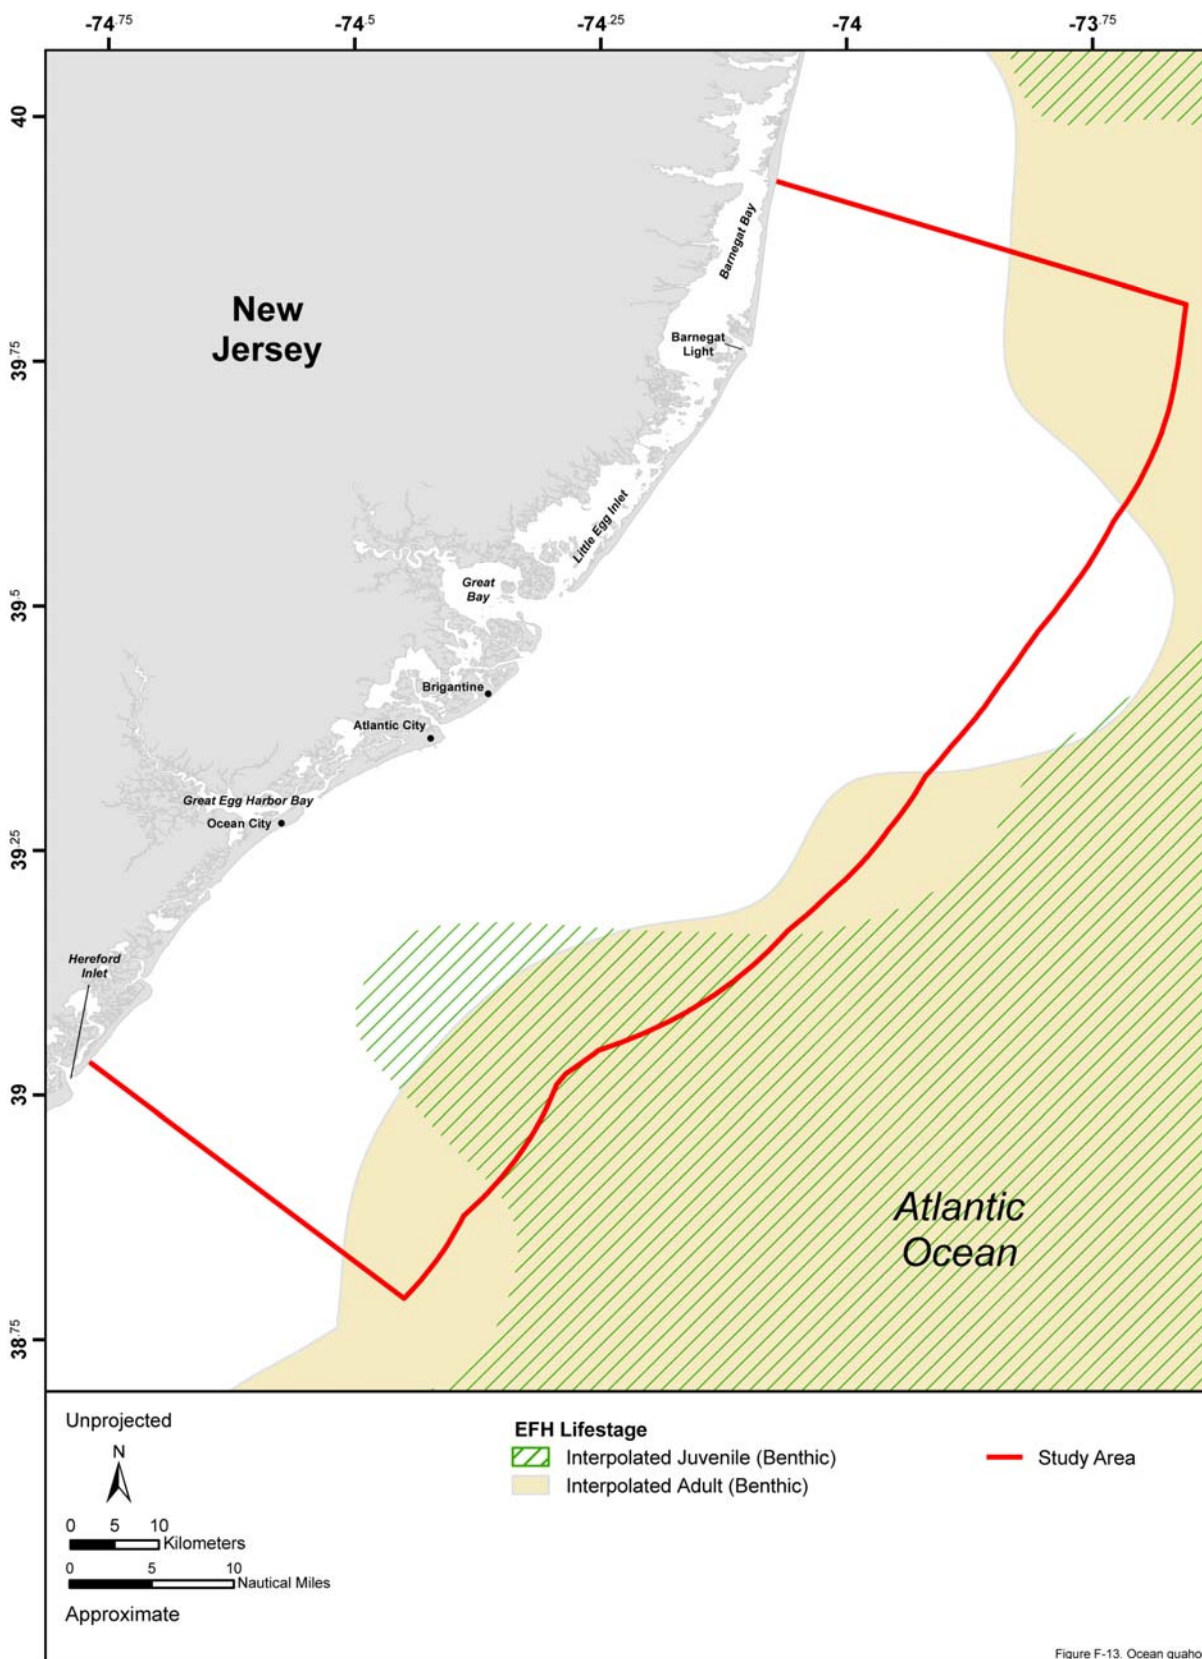 -74.75 -74.5 -74.25 -74 -73.75
40
39.75
39.5
39.25
39
38.75
New
Jersey
Barnegat Bay
Barnegat
Light
Little Egg Inlet
Great
Bay
Brigantine
Atlantic City
Great Egg Harbor Bay
Ocean City
Hereford
Inlet
Atlantic
Ocean
Unprojected
N
0 5 10
Kilometers
0 5 10
Nautical Miles
Approximate
EFH Lifestage
Interpolated Juvenile (Benthic)
Interpolated Adult (Benthic)
Study Area
Figure F-13. Ocean quaho